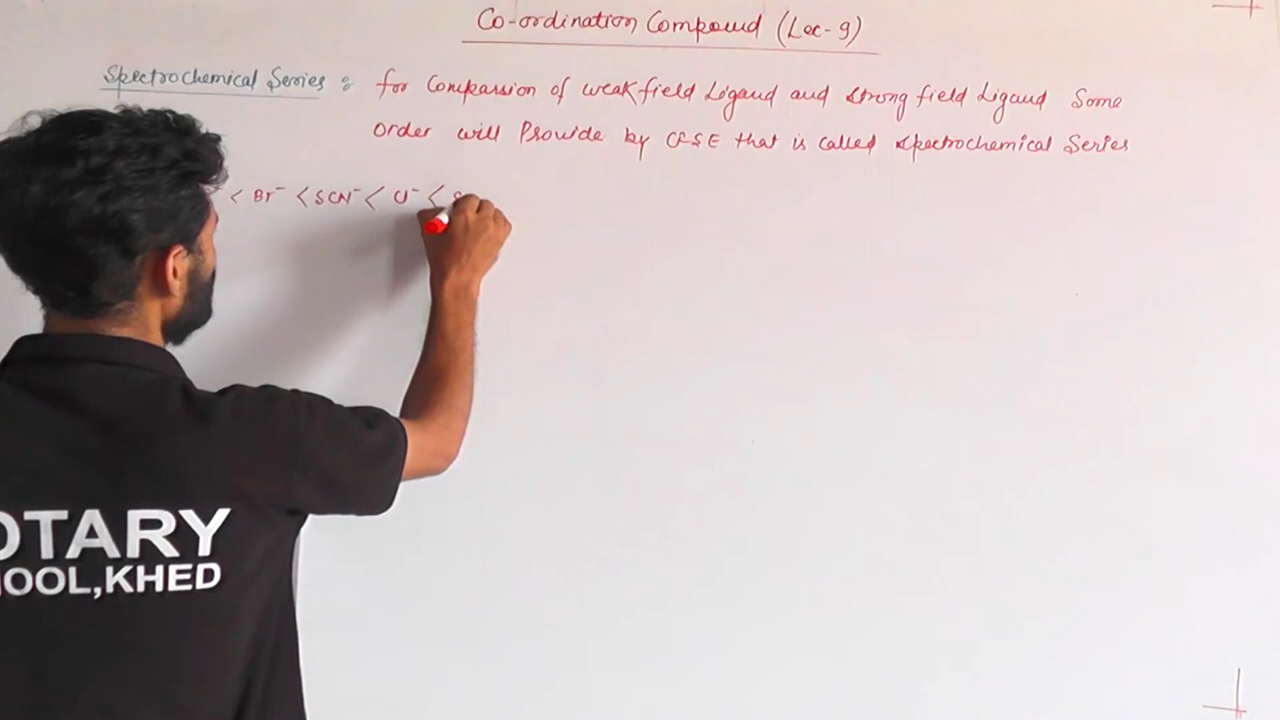 Co-ordination Compound (Lec-9)
Spectrochemical Series : for Compassion of weak field Ligand and strong field Ligand Some
order will Provide by CFSE that is called spectrochemical Series
< Br⁻ < SCN⁻ < Cl⁻ < S
OTARY
OOL,KHED